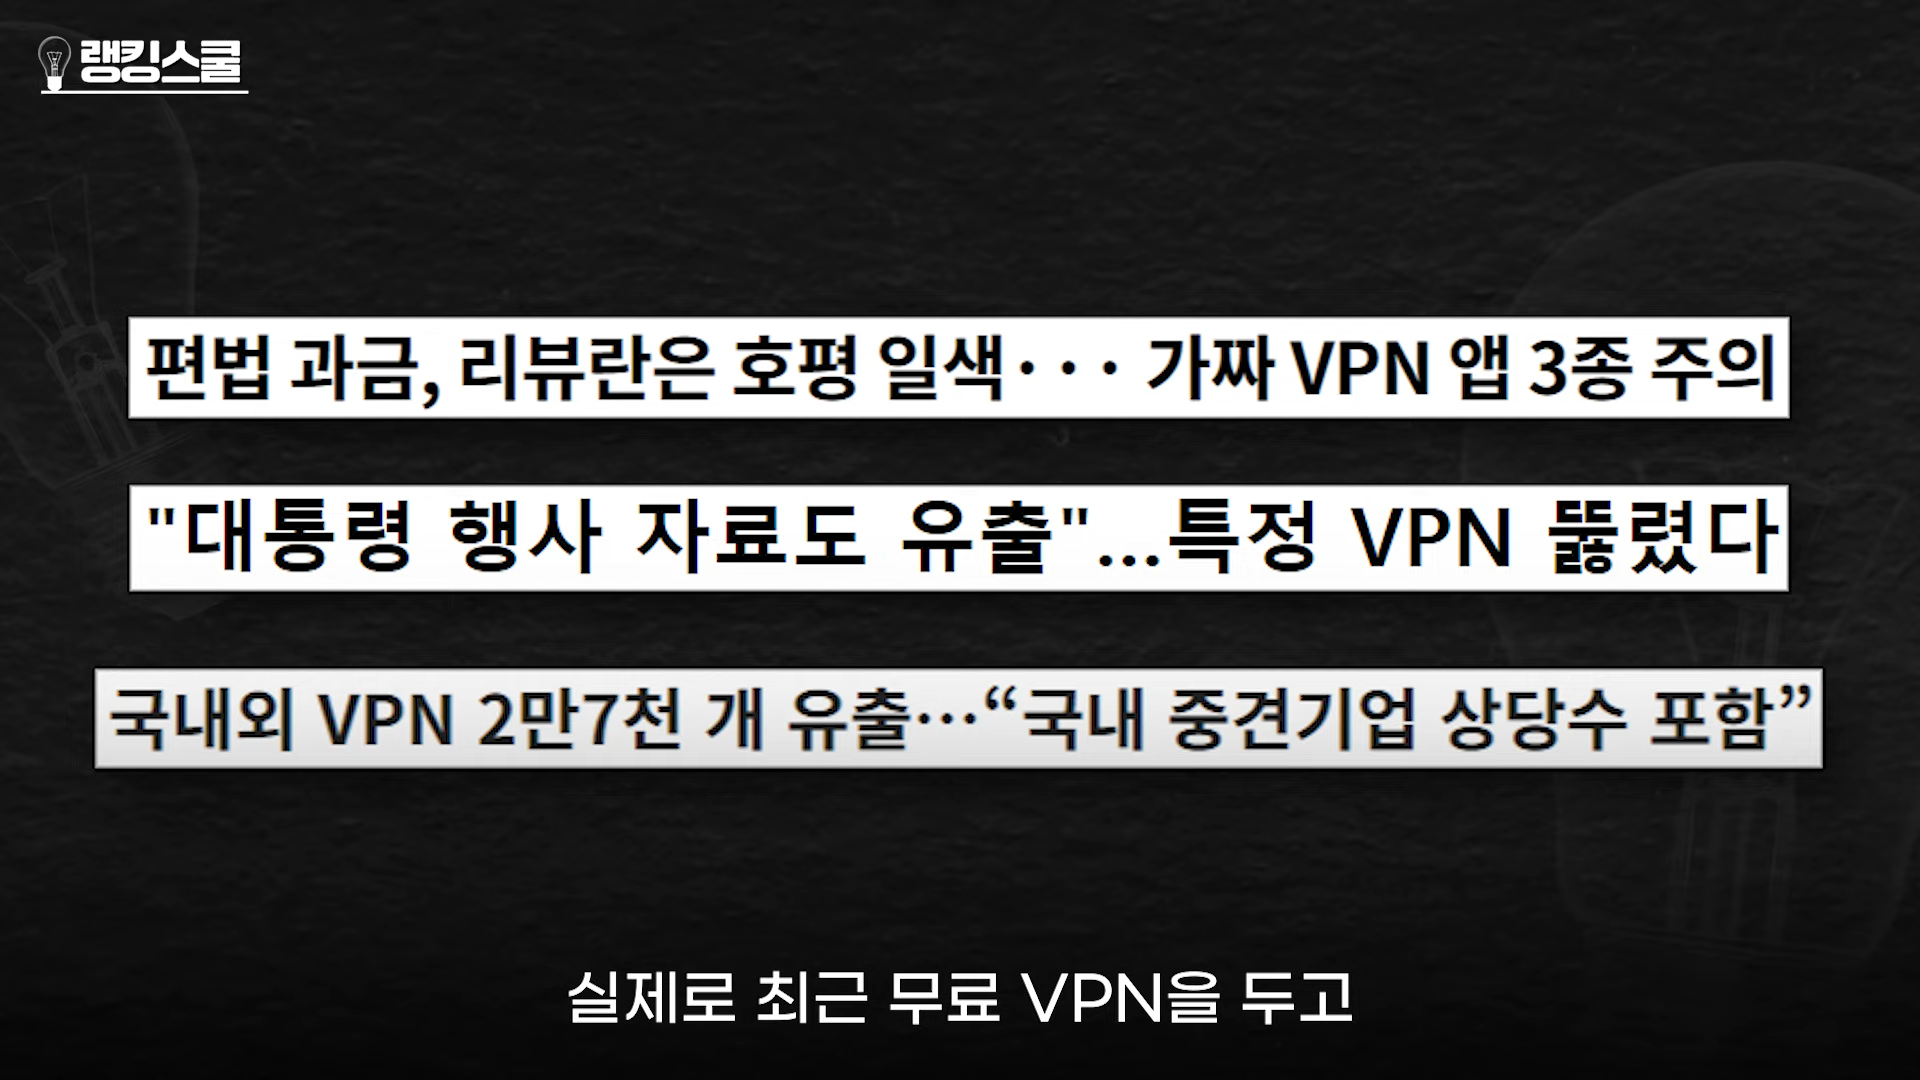 랭킹스쿨
편법 과금, 리뷰란은 호평 일색··· 가짜 VPN 앱 3종 주의
"대통령 행사 자료도 유출"...특정 VPN 뚫렸다
국내외 VPN 2만7천 개 유출…“국내 중견기업 상당수 포함”
실제로 최근 무료 VPN을 두고